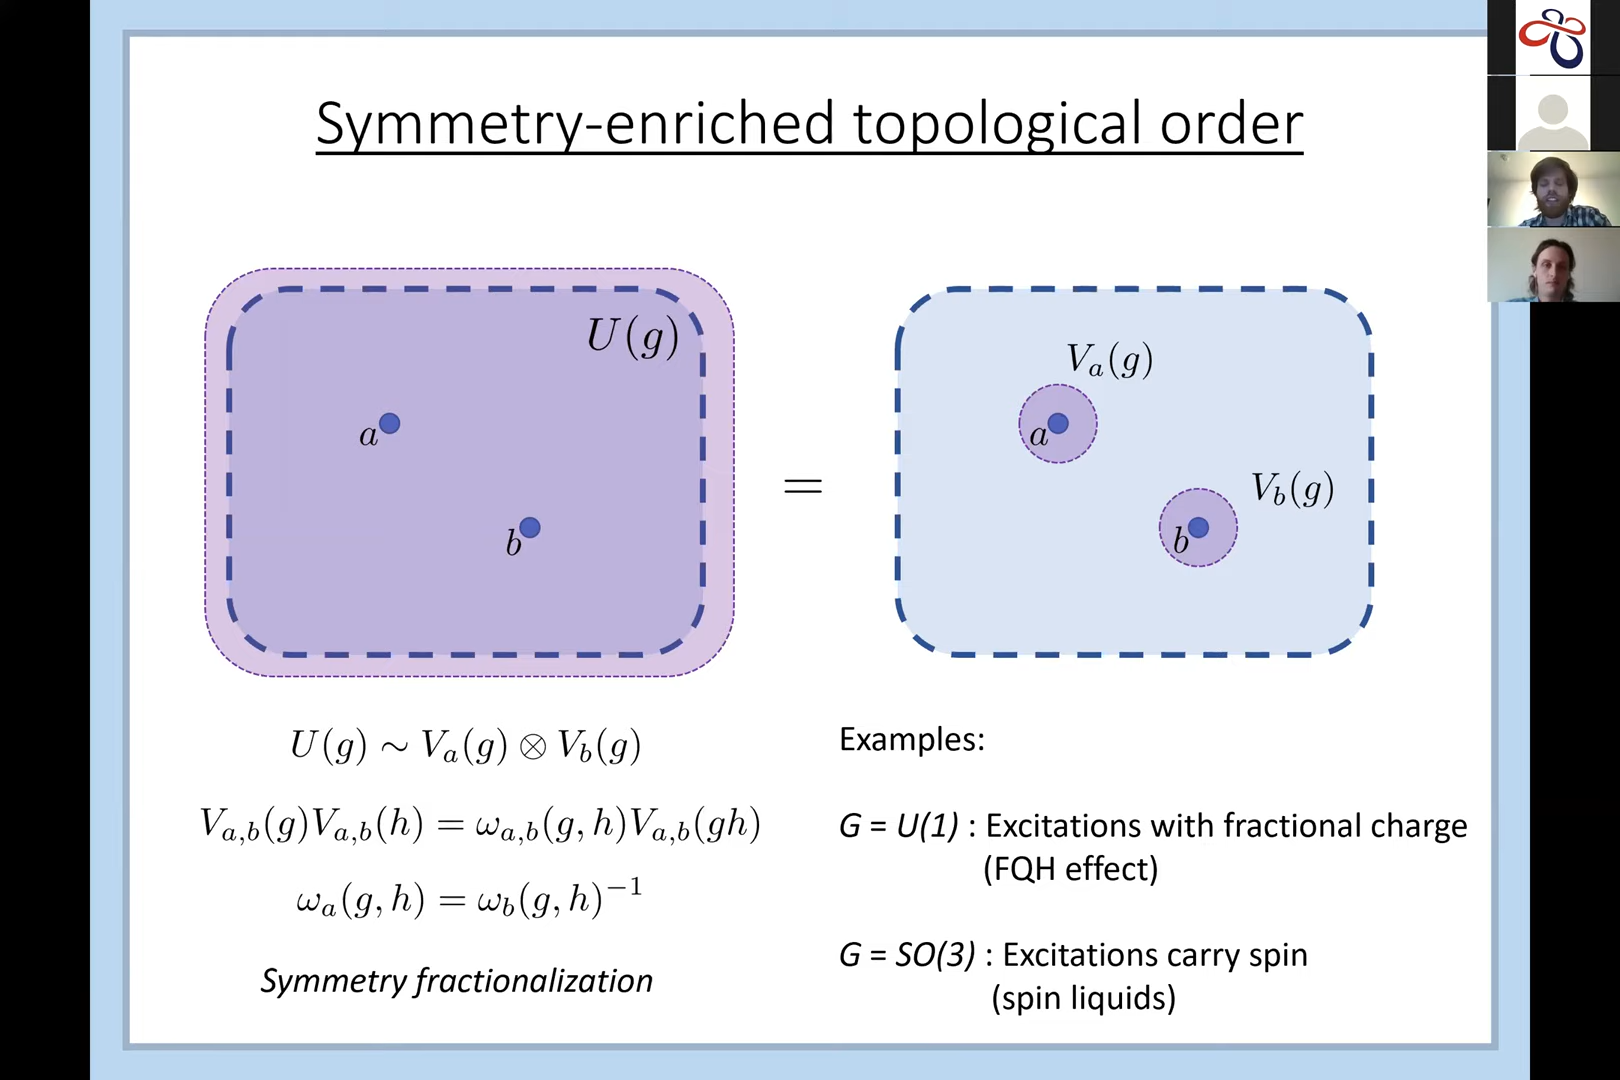 Symmetry-enriched topological order
U(g)
a
b
=
V_a(g)
a
V_b(g)
b
U(g) ∼ V_a(g) ⊗ V_b(g)
V_{a,b}(g)V_{a,b}(h) = ω_{a,b}(g, h)V_{a,b}(gh)
ω_a(g, h) = ω_b(g, h)^{−1}
Symmetry fractionalization
Examples:
G = U(1) : Excitations with fractional charge
(FQH effect)
G = SO(3) : Excitations carry spin
(spin liquids)